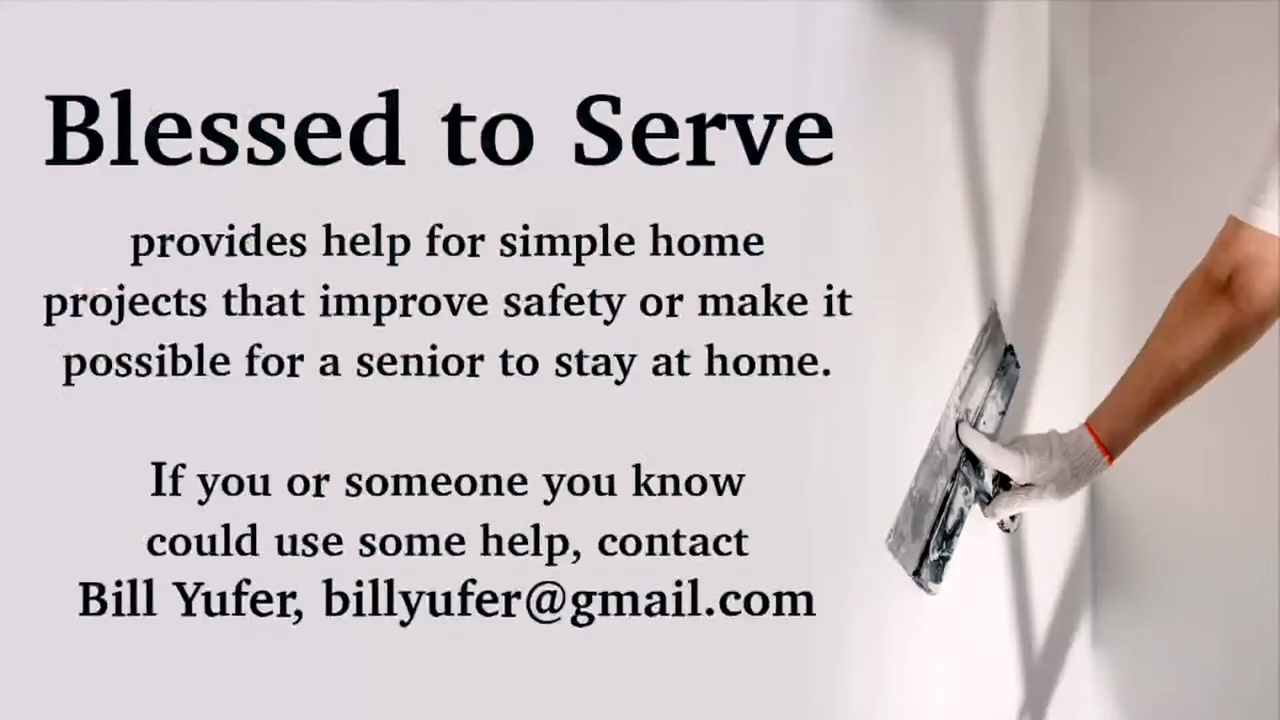 Blessed to Serve
provides help for simple home
projects that improve safety or make it
possible for a senior to stay at home.
If you or someone you know
could use some help, contact
Bill Yufer, billyufer@gmail.com